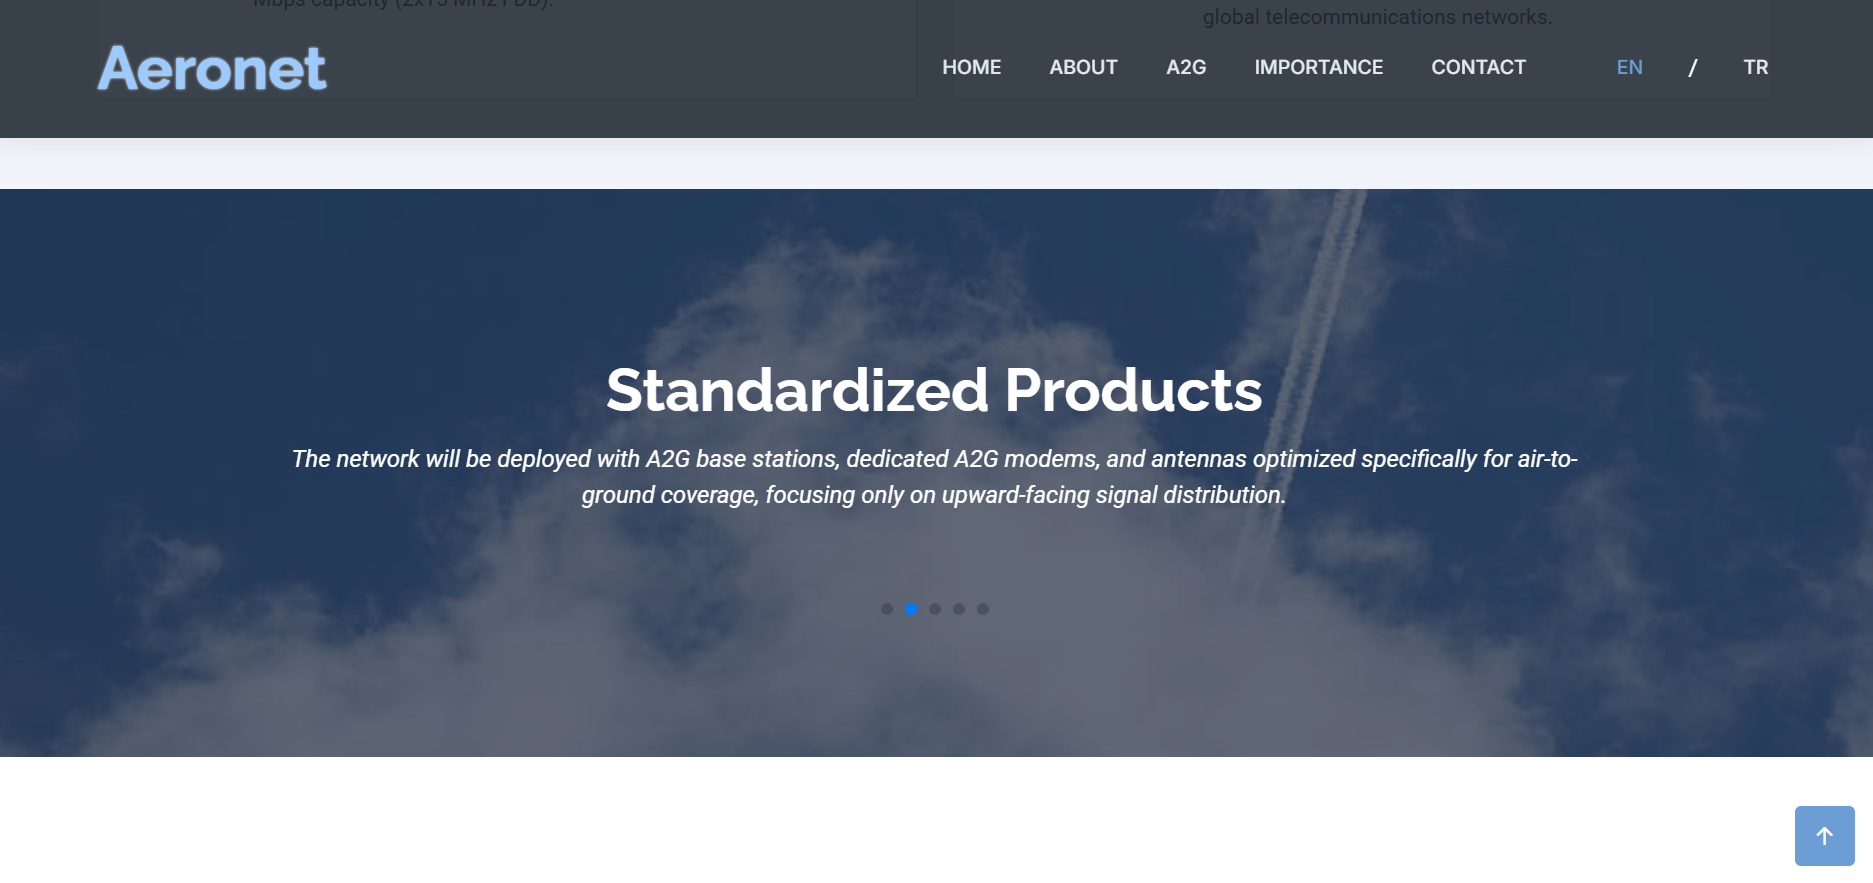 Mbps capacity (2x15 MHz FDD).
global telecommunications networks.
Aeronet
HOME ABOUT A2G IMPORTANCE CONTACT EN / TR
Standardized Products
The network will be deployed with A2G base stations, dedicated A2G modems, and antennas optimized specifically for air-to-
ground coverage, focusing only on upward-facing signal distribution.